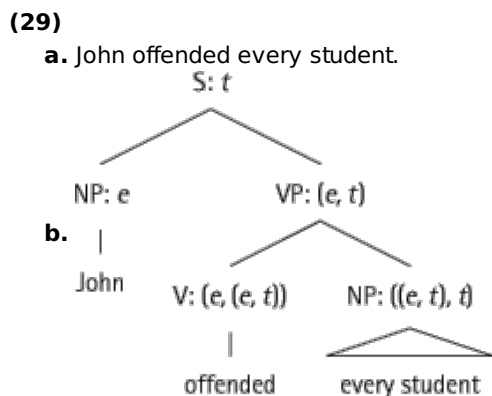 (29)
a. John offended every student.
S: t
NP: e VP: (e, t)
b.
John V: (e, (e, t)) NP: ((e, t), t)
offended every student